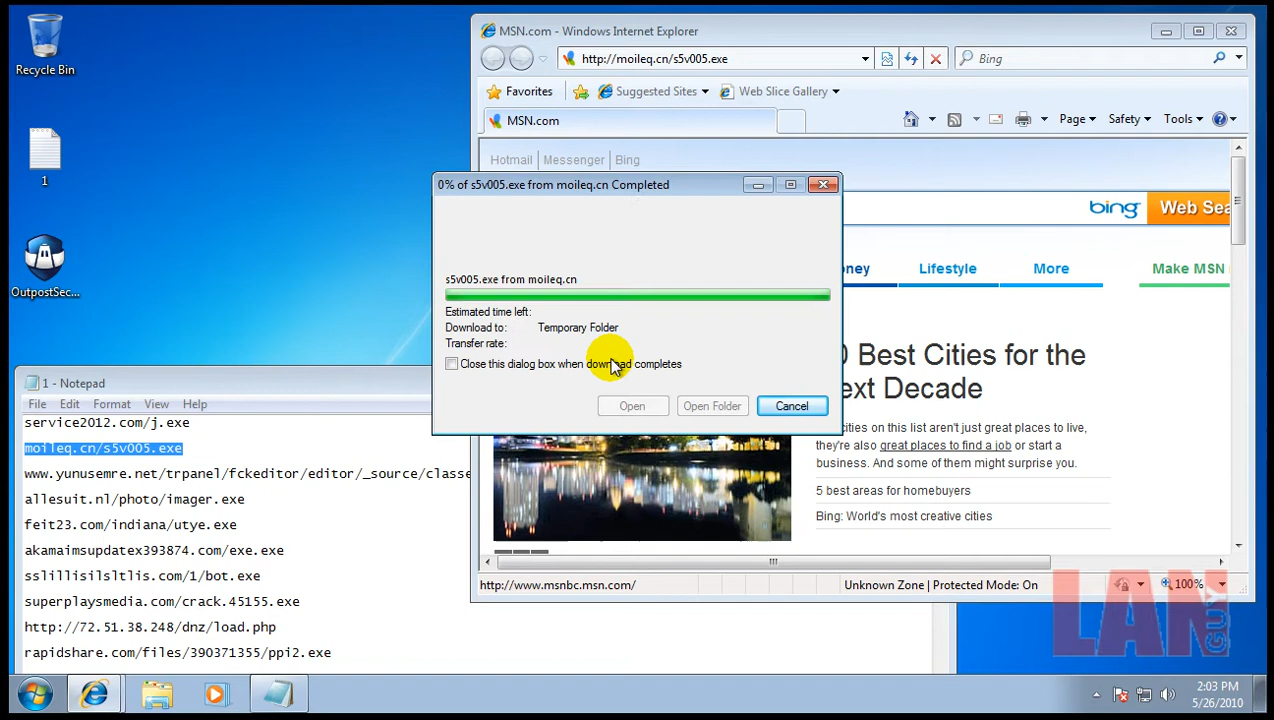 Recycle Bin
1
OutpostSec...
MSN.com - Windows Internet Explorer
http://moileq.cn/s5v005.exe
Bing
Favorites
Suggested Sites
Web Slice Gallery
MSN.com
Page
Safety
Tools
Hotmail
Messenger
Bing
bing
Web Sea
oney
Lifestyle
More
Make MSN
0 Best Cities for the
ext Decade
cities on this list aren't just great places to live,
they're also great places to find a job or start a
business. And some of them might surprise you.
5 best areas for homebuyers
Bing: World's most creative cities
http://www.msnbc.msn.com/
Unknown Zone | Protected Mode: On
100%
0% of s5v005.exe from moileq.cn Completed
s5v005.exe from moileq.cn
Estimated time left:
Download to: Temporary Folder
Transfer rate:
Close this dialog box when download completes
Open
Open Folder
Cancel
1 - Notepad
File Edit Format View Help
service2012.com/j.exe
moileq.cn/s5v005.exe
www.yunusemre.net/trpanel/fckeditor/editor/_source/classe
allesuit.nl/photo/imager.exe
feit23.com/indiana/utye.exe
akamaimsupdatex393874.com/exe.exe
sslillisilsltlis.com/1/bot.exe
superplaysmedia.com/crack.45155.exe
http://72.51.38.248/dnz/load.php
rapidshare.com/files/390371355/ppi2.exe
LAN
GUY
2:03 PM
5/26/2010